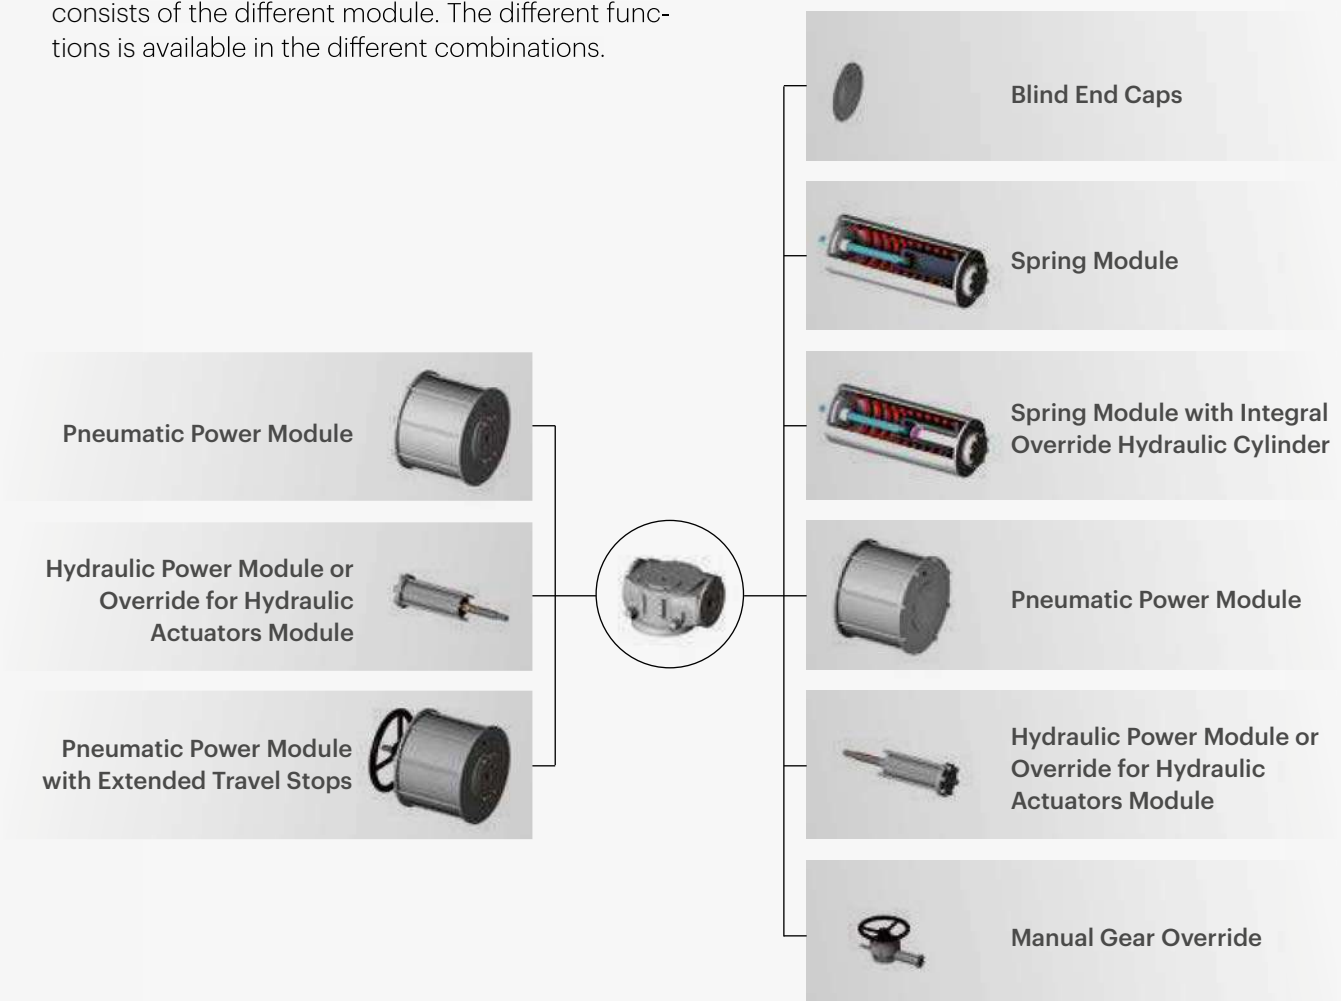 consists of the different module. The different func-
tions is available in the different combinations.
Pneumatic Power Module
Hydraulic Power Module or
Override for Hydraulic
Actuators Module
Pneumatic Power Module
with Extended Travel Stops
Blind End Caps
Spring Module
Spring Module with Integral
Override Hydraulic Cylinder
Pneumatic Power Module
Hydraulic Power Module or
Override for Hydraulic
Actuators Module
Manual Gear Override